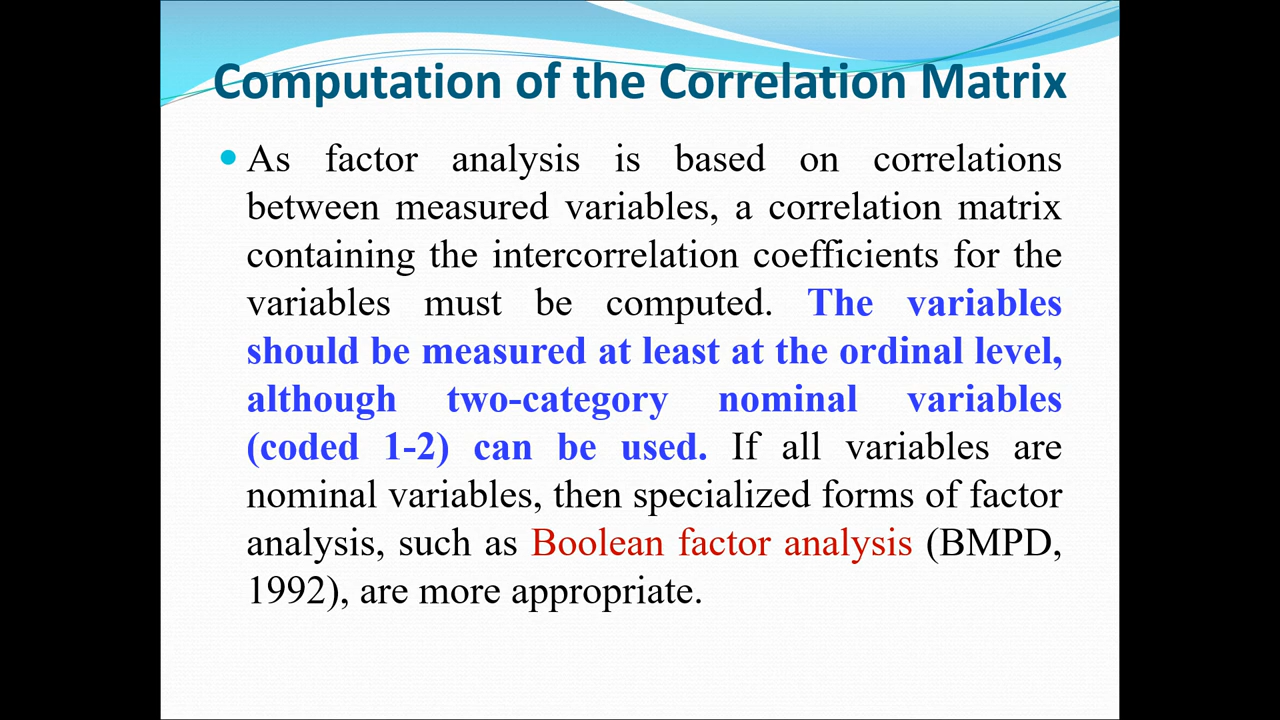 Computation of the Correlation Matrix
• As factor analysis is based on correlations
between measured variables, a correlation matrix
containing the intercorrelation coefficients for the
variables must be computed. The variables
should be measured at least at the ordinal level,
although two-category nominal variables
(coded 1-2) can be used. If all variables are
nominal variables, then specialized forms of factor
analysis, such as Boolean factor analysis (BMPD,
1992), are more appropriate.